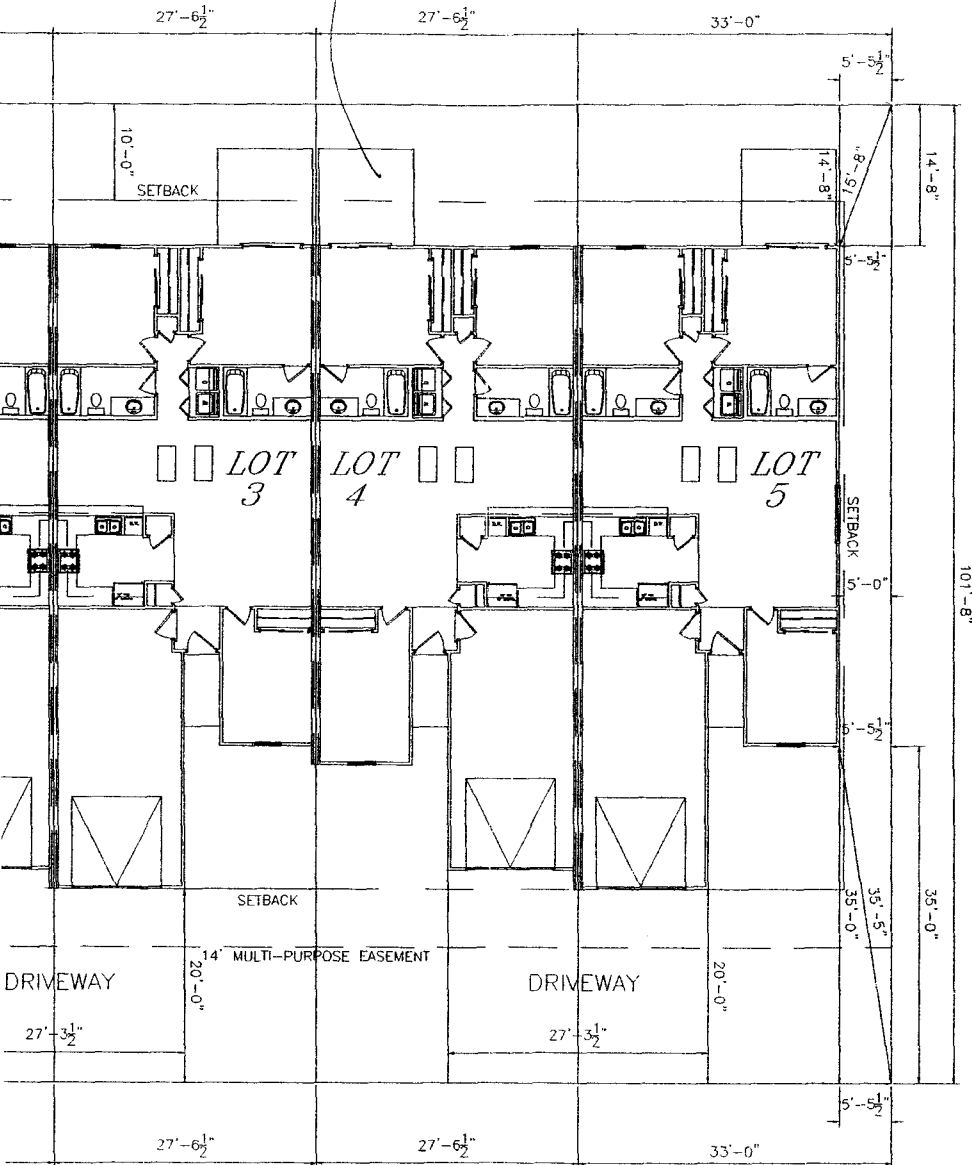 27'-6½"
27'-6½"
33'-0"
5'-5½"
10'-0"
SETBACK
14'-8"
15'-8"
14'-8"
5'-5½"
LOT
3
LOT
4
LOT
5
SETBACK
5'-0"
101'-8"
5'-5½"
SETBACK
35'-0"
35'-5"
35'-0"
14' MULTI-PURPOSE EASEMENT
DRIVEWAY
20'-0"
DRIVEWAY
20'-0"
27'-3½"
27'-3½"
5'-5½"
27'-6½"
27'-6½"
33'-0"